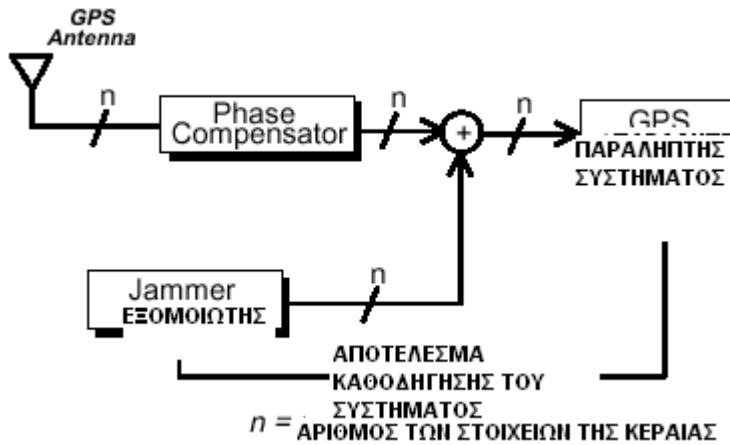 GPS
Antenna
n
Phase
Compensator
n
+
n
GPS
ΠΑΡΑΛΗΠΤΗΣ
ΣΥΣΤΗΜΑΤΟΣ
Jammer
ΕΞΟΜΟΙΩΤΗΣ
n
ΑΠΟΤΕΛΕΣΜΑ
ΚΑΘΟΔΗΓΗΣΗΣ ΤΟΥ
ΣΥΣΤΗΜΑΤΟΣ
n = ΑΡΙΘΜΟΣ ΤΩΝ ΣΤΟΙΧΕΙΩΝ ΤΗΣ ΚΕΡΑΙΑΣ